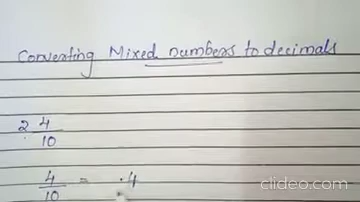 Converting Mixed numbers to decimals
2 4/10
4/10 = .4
clideo.com